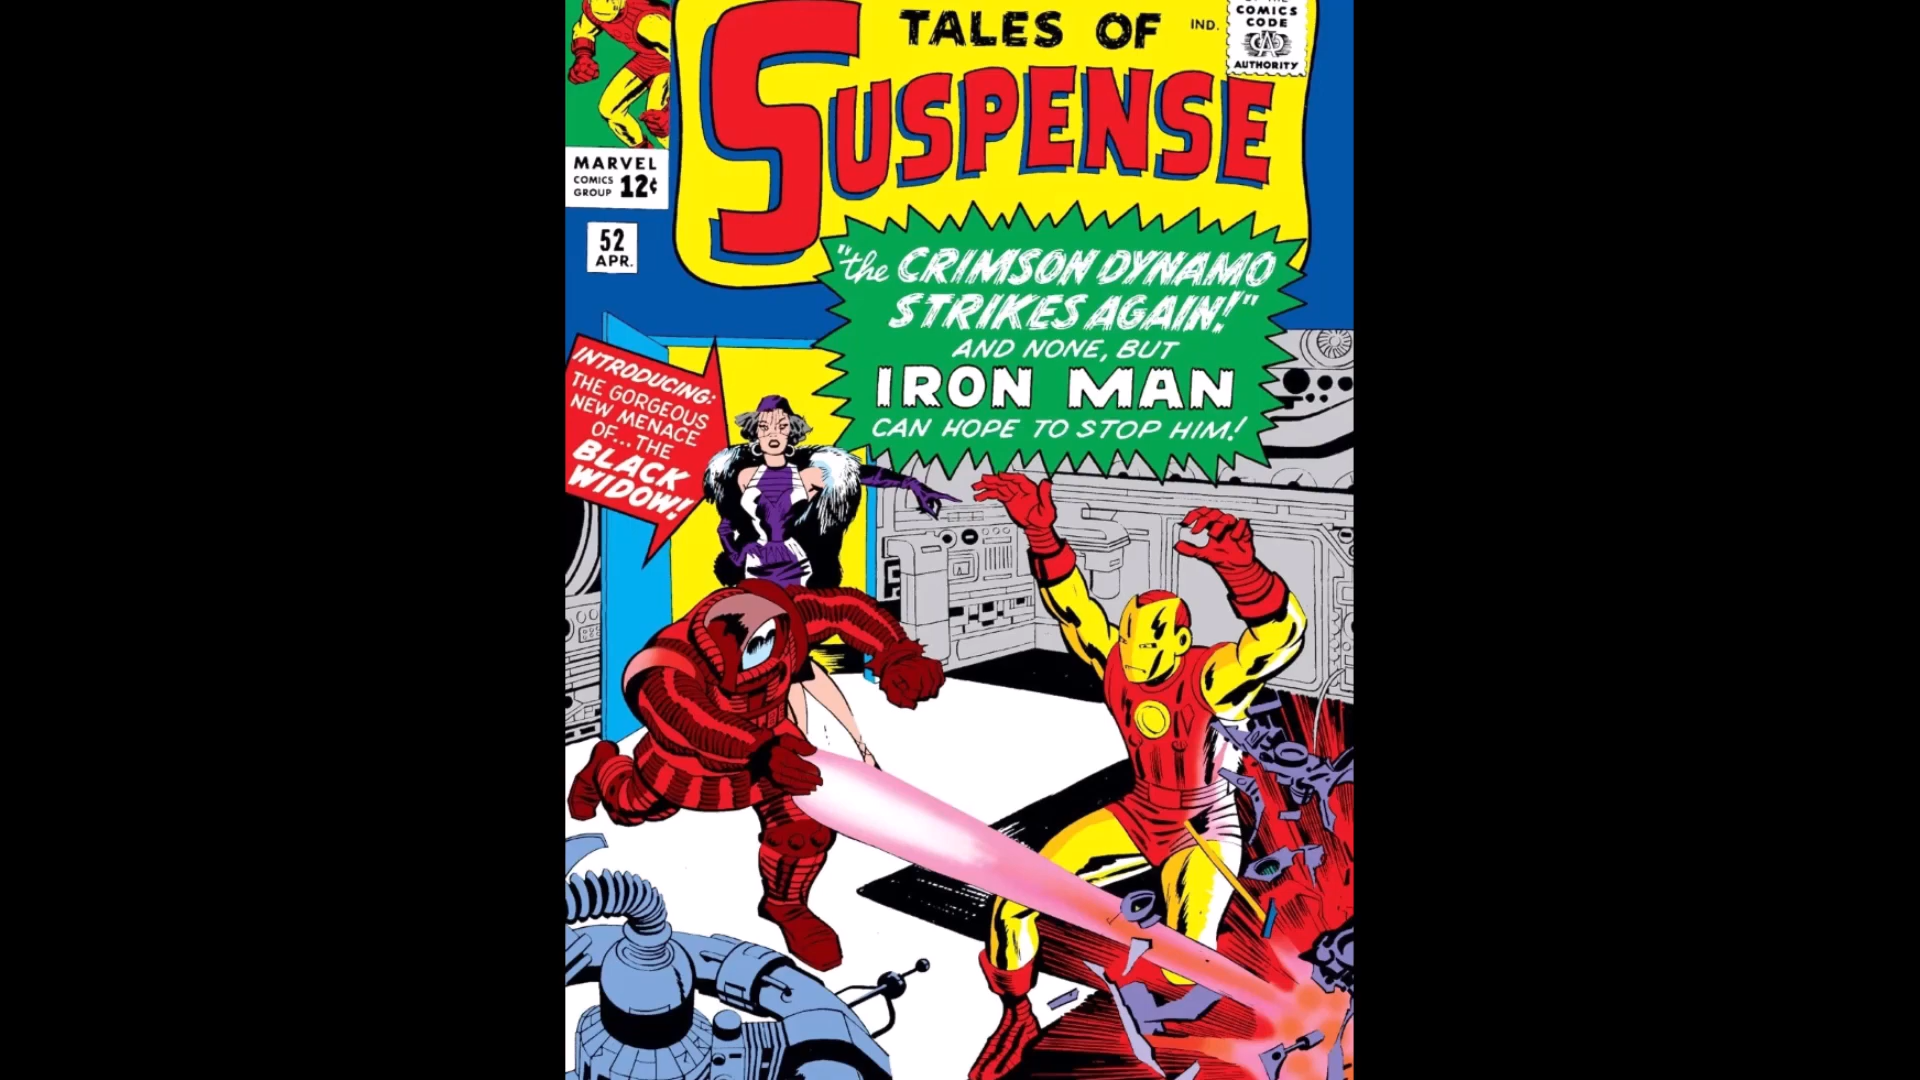 TALES OF
IND.
SUSPENSE
COMICS
CODE
AUTHORITY
MARVEL
COMICS
GROUP 12¢
52
APR.
"the CRIMSON DYNAMO
STRIKES AGAIN!"
AND NONE, BUT
IRON MAN
CAN HOPE TO STOP HIM!
INTRODUCING:
THE GORGEOUS
NEW MENACE
OF...THE
BLACK
WIDOW!